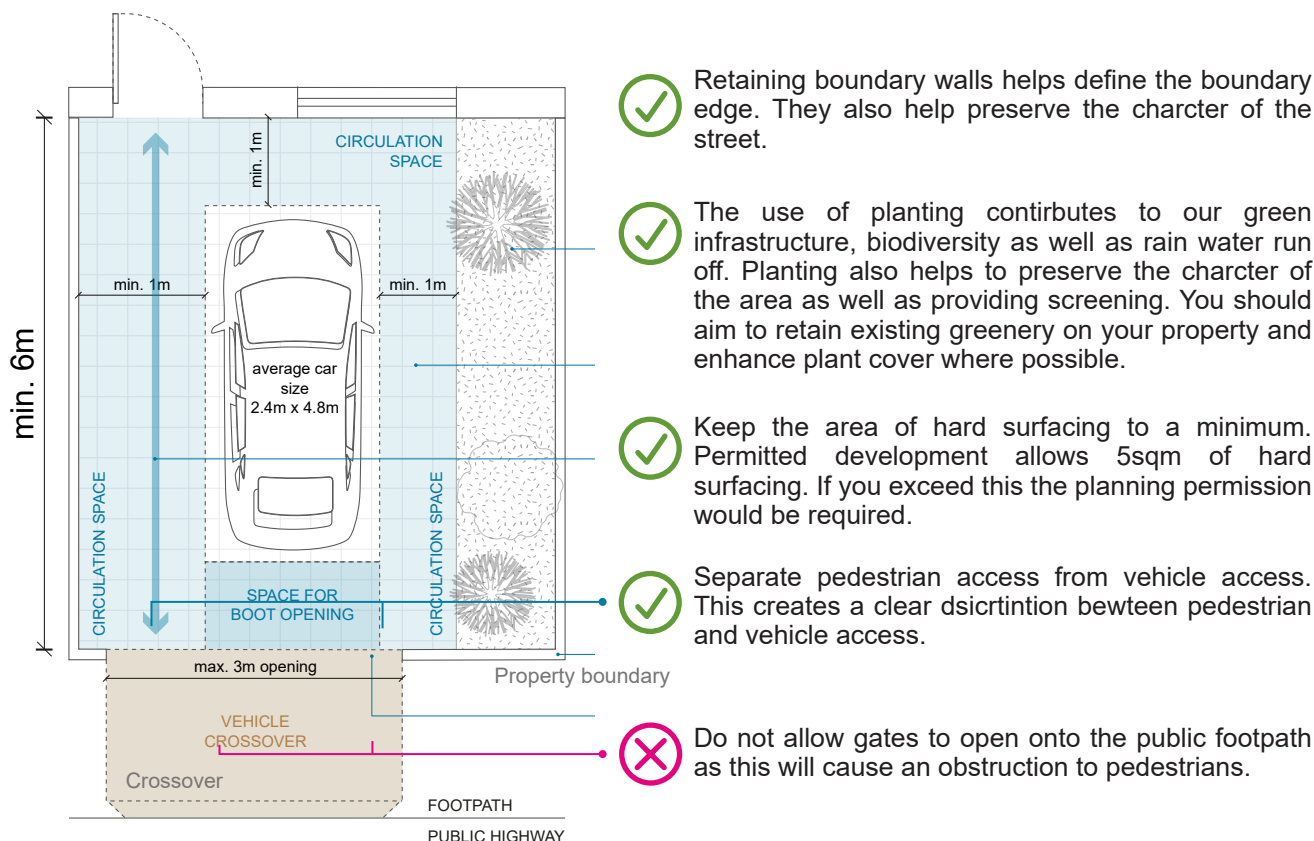 CIRCULATION
SPACE
min. 1m
min. 1m
min. 1m
min. 6m
average car
size
2.4m x 4.8m
CIRCULATION SPACE
CIRCULATION SPACE
SPACE FOR
BOOT OPENING
max. 3m opening
Property boundary
VEHICLE
CROSSOVER
Crossover
FOOTPATH
PUBLIC HIGHWAY
Retaining boundary walls helps define the boundary
edge. They also help preserve the charcter of the
street.
The use of planting contirbutes to our green
infrastructure, biodiversity as well as rain water run
off. Planting also helps to preserve the charcter of
the area as well as providing screening. You should
aim to retain existing greenery on your property and
enhance plant cover where possible.
Keep the area of hard surfacing to a minimum.
Permitted development allows 5sqm of hard
surfacing. If you exceed this the planning permission
would be required.
Separate pedestrian access from vehicle access.
This creates a clear dsicrtintion bewteen pedestrian
and vehicle access.
Do not allow gates to open onto the public footpath
as this will cause an obstruction to pedestrians.